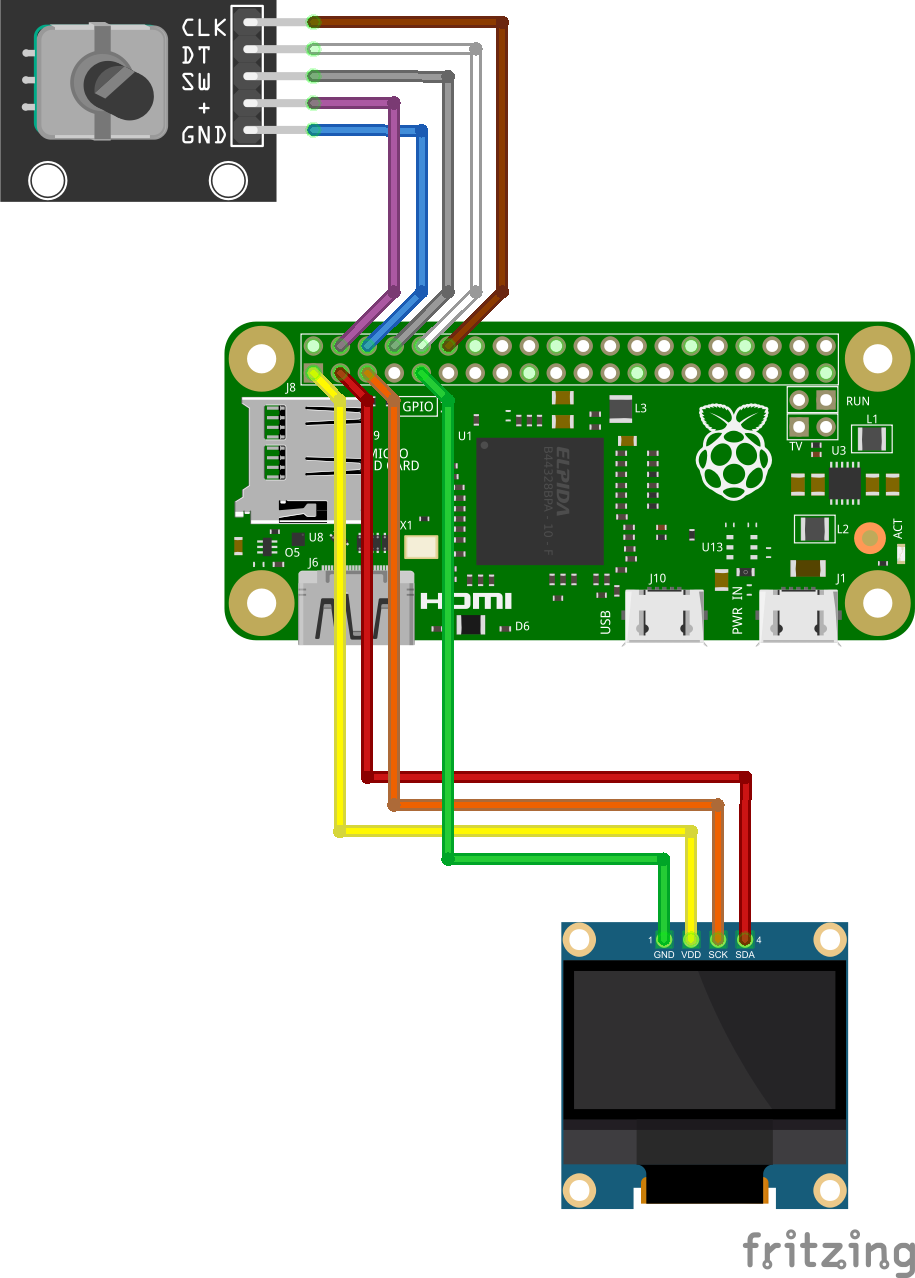 CLK
DT
SW
+
GND
J8
GPIO
L3
RUN
L1
9
U1
TV
U3
MICRO
D CARD
ELPIDA
B4432BBPA - 10 - F
X1
L2
ACT
U8
O5
U13
J6
J10
J1
HDMI
USB
PWR IN
D6
1
4
GND VDD SCK SDA
fritzing